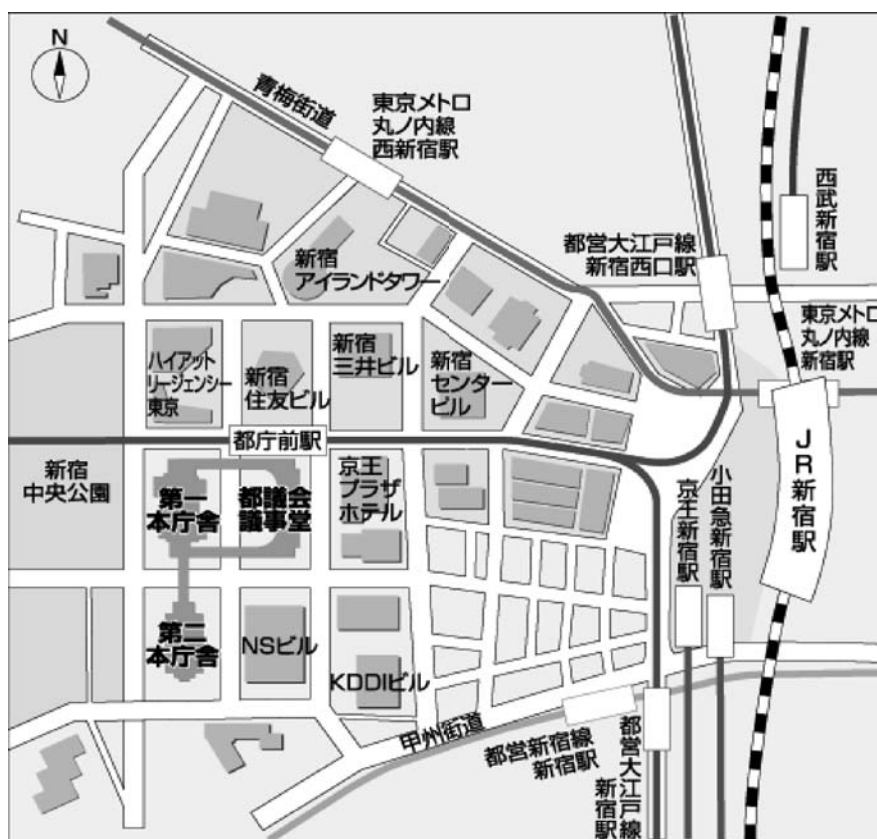 N
青梅街道
東京メトロ
丸ノ内線
西新宿駅
西武新宿駅
都営大江戸線
新宿西口駅
新宿
アイランドタワー
東京メトロ
丸ノ内線
新宿駅
ハイアット
リージェンシー
東京
新宿
住友ビル
新宿
三井ビル
新宿
センター
ビル
都庁前駅
JR新宿駅
新宿
中央公園
第一
本庁舎
都議会
議事堂
京王
プラザ
ホテル
京王新宿駅
小田急新宿駅
第二
本庁舎
NSビル
KDDIビル
甲州街道
都営新宿線
新宿駅
都営大江戸線
新宿駅